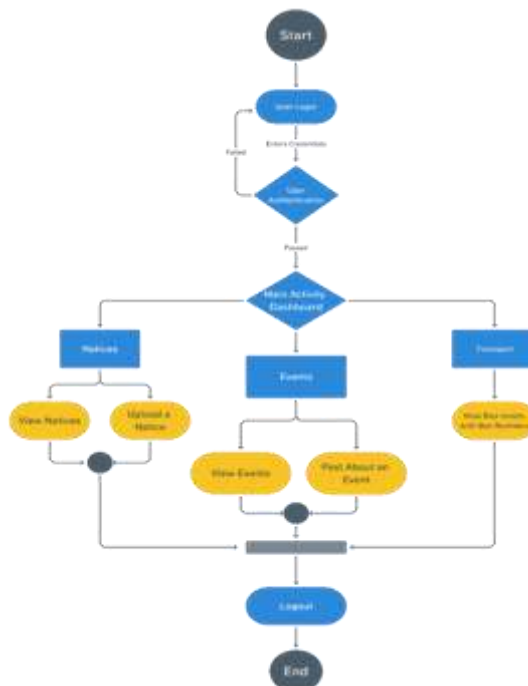 Start
User Login
Enters Credentials
Failed
User
Authentication
Passed
Main Activity
Dashboard
Notices
Events
Transport
View Notices
Upload a
Notice
View Events
Post About an
Event
Logout
End